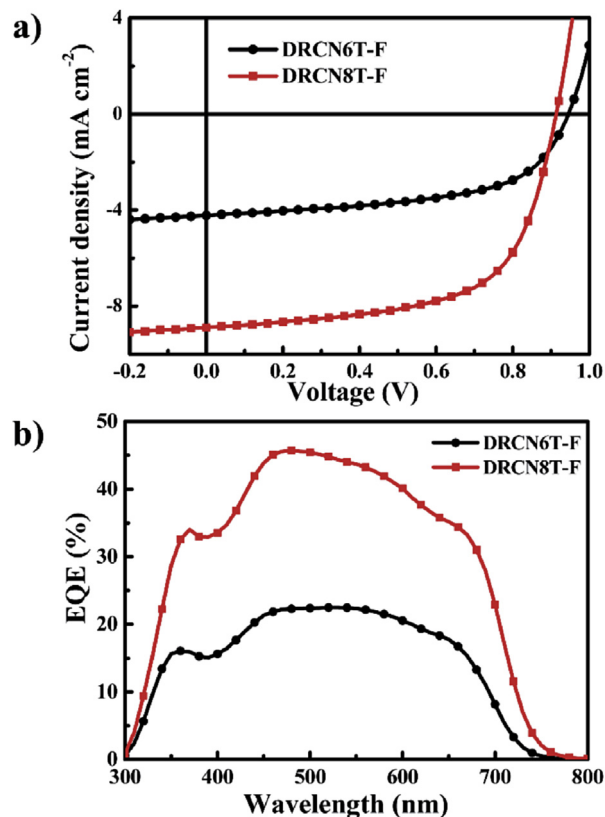 a)
DRCN6T-F
DRCN8T-F
Current density (mA cm⁻²)
4
0
-4
-8
-0.2 0.0 0.2 0.4 0.6 0.8 1.0
Voltage (V)
b)
DRCN6T-F
DRCN8T-F
EQE (%)
50
40
30
20
10
0
300 400 500 600 700 800
Wavelength (nm)